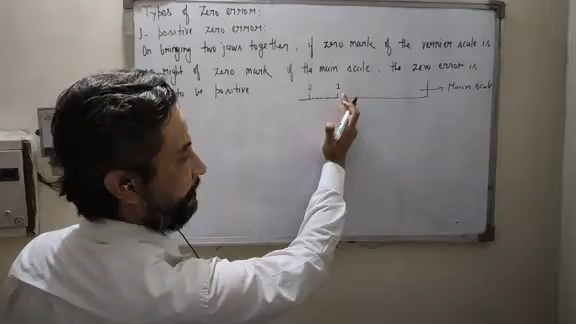 Types of Zero error:
1- positive zero error:
On bringing two jaws together, if zero mark of the vernier scale is
right of zero mark of the main scale, the zero error is
to be positive
0 1 → Main scale